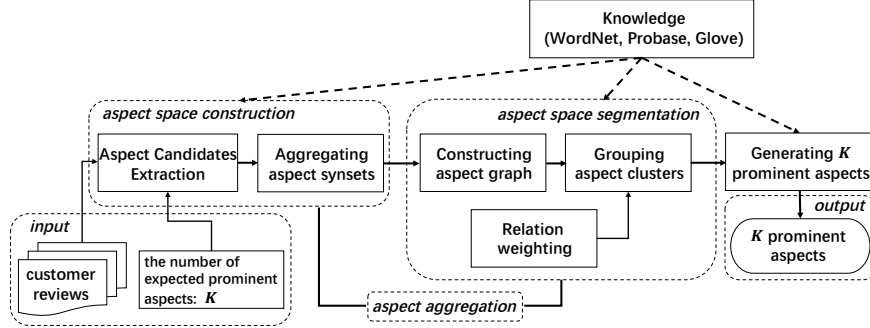 Knowledge
(WordNet, Probase, Glove)
aspect space construction
aspect space segmentation
Aspect Candidates
Extraction
Aggregating
aspect synsets
Constructing
aspect graph
Grouping
aspect clusters
Generating K
prominent aspects
input
customer
reviews
the number of
expected prominent
aspects: K
Relation
weighting
output
K prominent
aspects
aspect aggregation